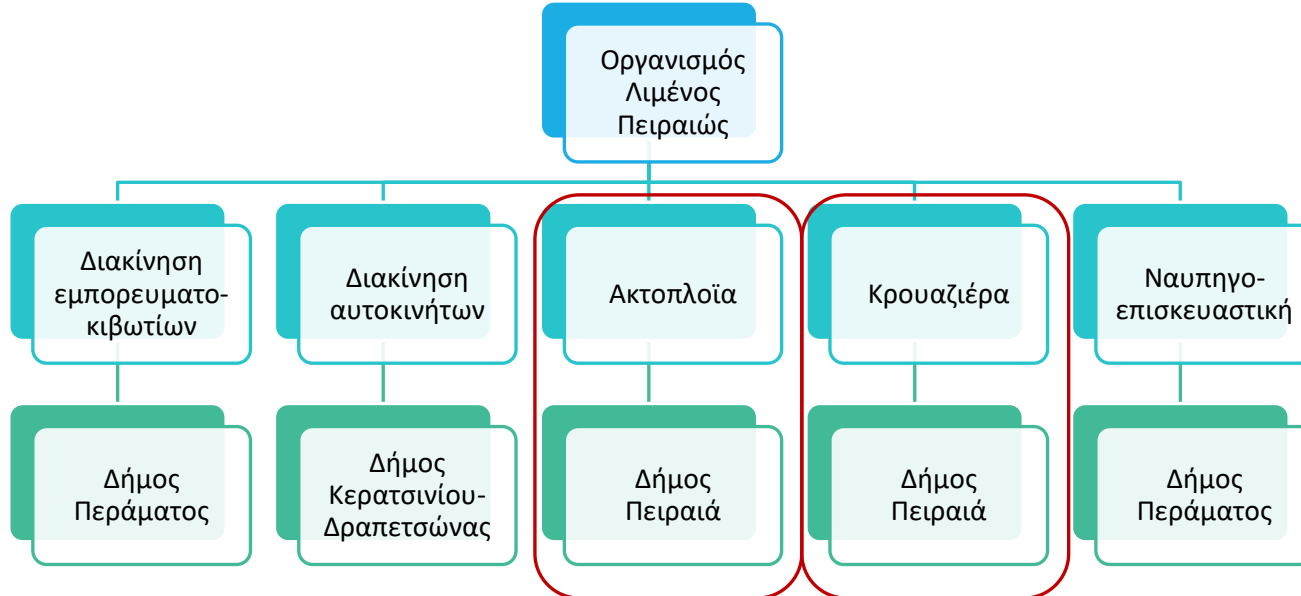 Οργανισμός
Λιμένος
Πειραιώς
Διακίνηση
εμπορευματο-
κιβωτίων
Διακίνηση
αυτοκινήτων
Ακτοπλοϊα
Κρουαζιέρα
Ναυπηγο-
επισκευαστική
Δήμος
Περάματος
Δήμος
Κερατσινίου-
Δραπετσώνας
Δήμος
Πειραιά
Δήμος
Πειραιά
Δήμος
Περάματος